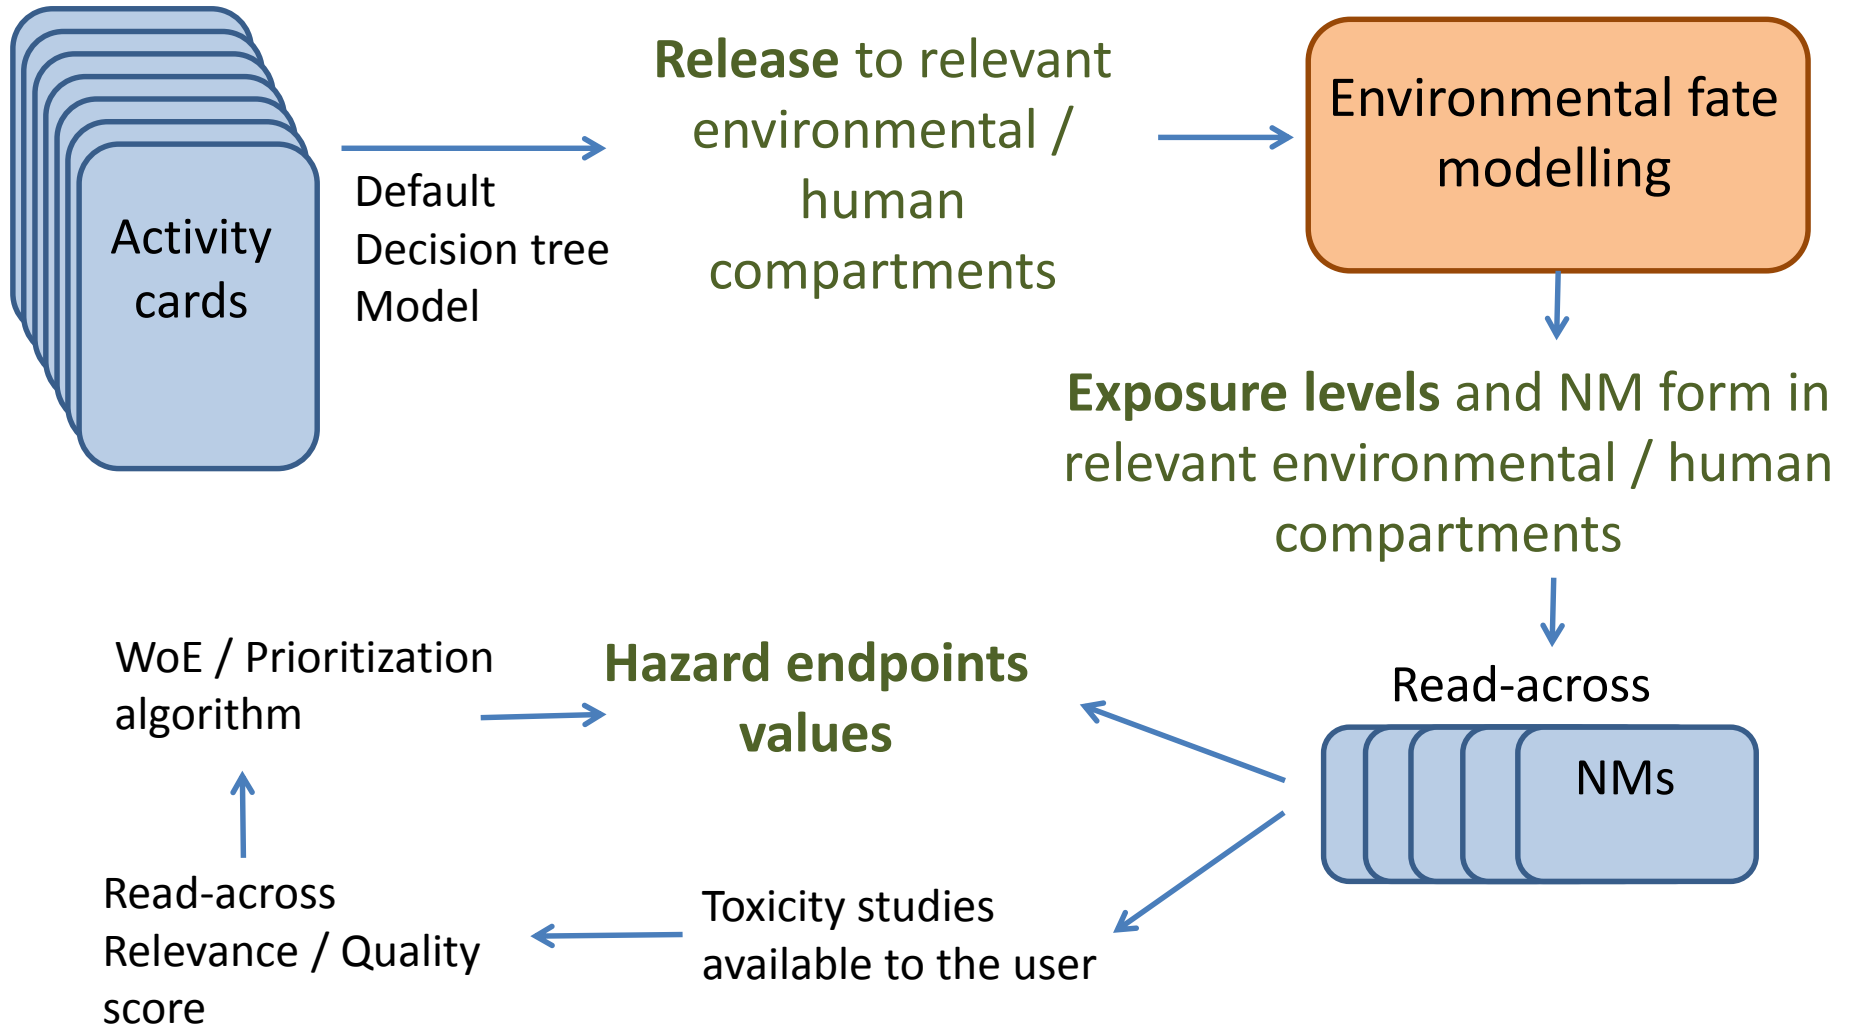 Activity
cards
Default
Decision tree
Model
Release to relevant
environmental /
human
compartments
Environmental fate
modelling
Exposure levels and NM form in
relevant environmental / human
compartments
Read-across
NMs
Hazard endpoints
values
Toxicity studies
available to the user
Read-across
Relevance / Quality
score
WoE / Prioritization
algorithm